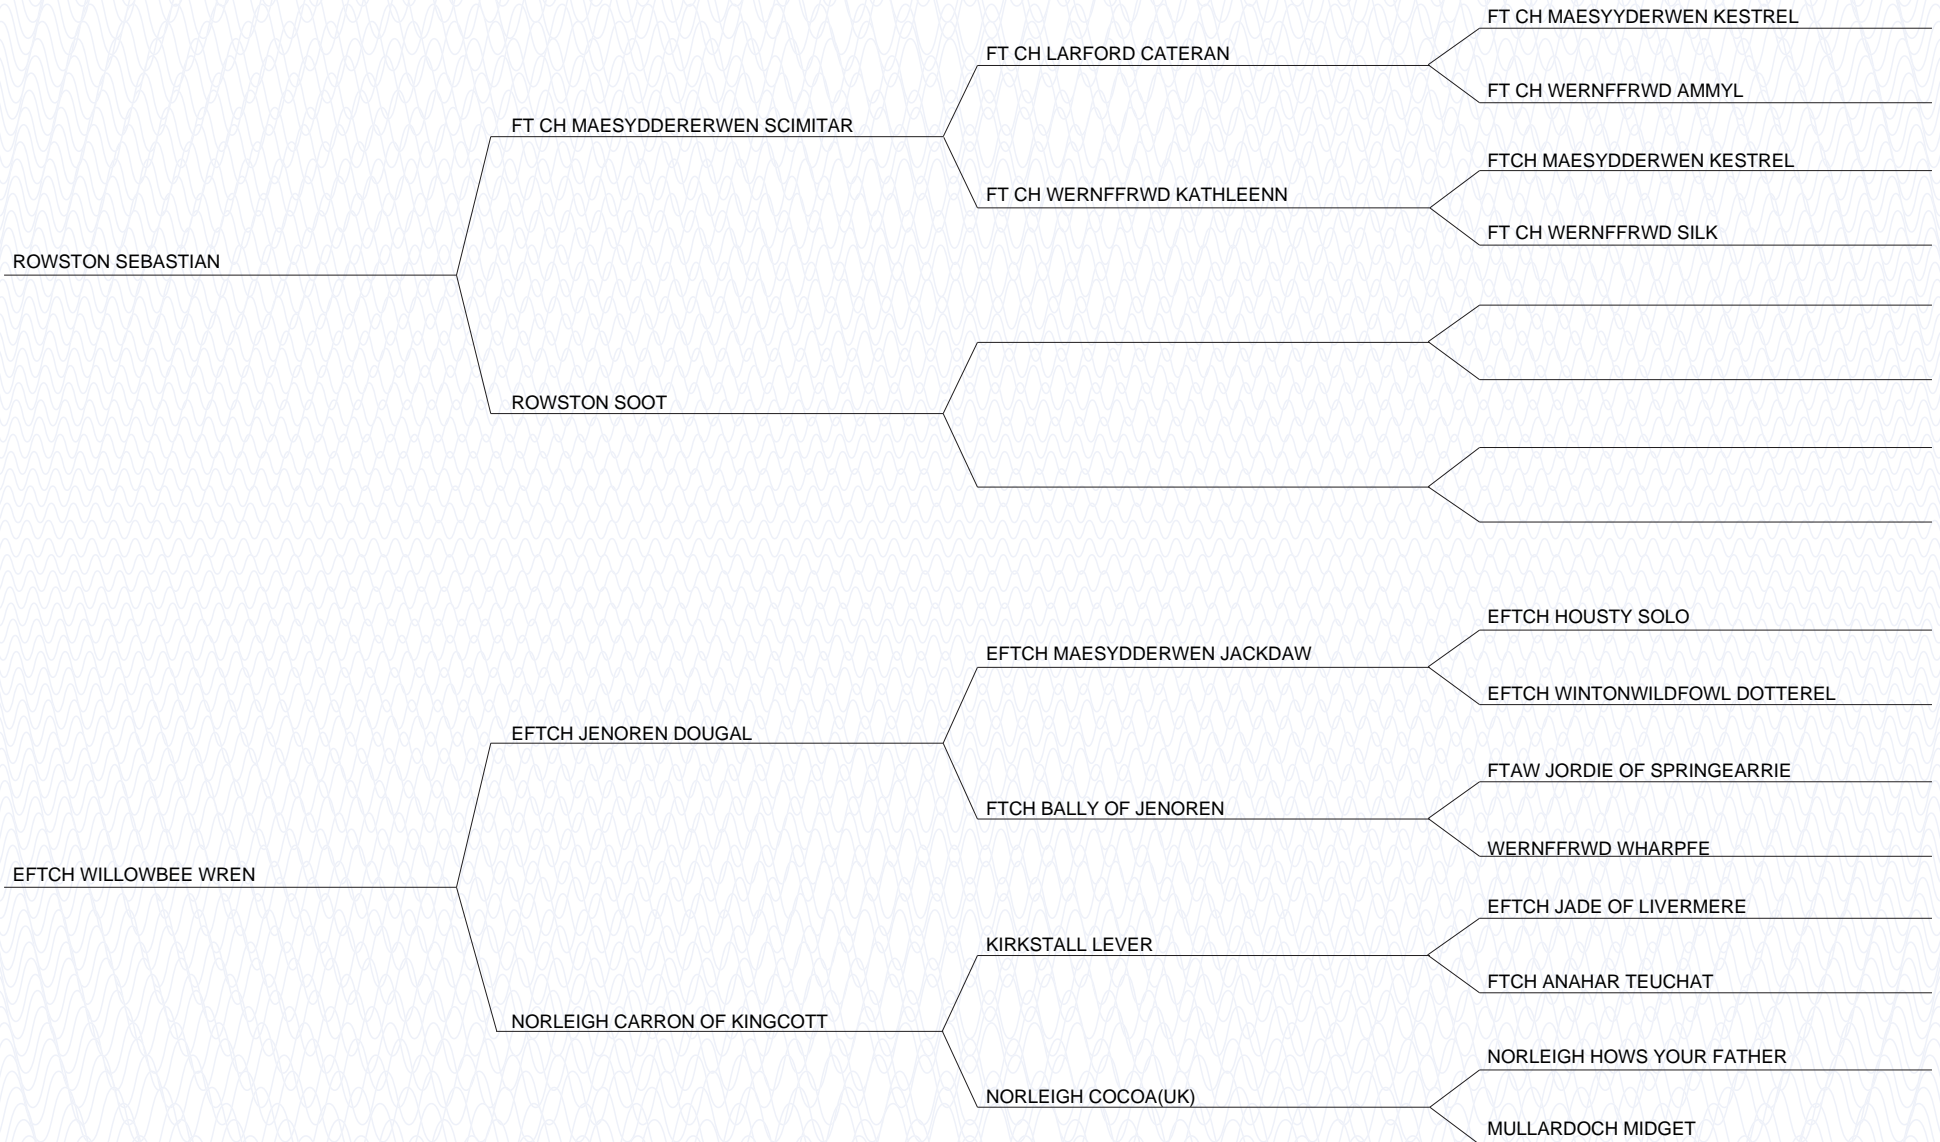 FT CH MAESYYDERWEN KESTREL
FT CH LARFORD CATERAN
FT CH WERNFFRWD AMMYL
FT CH MAESYDDERERWEN SCIMITAR
FTCH MAESYDDERWEN KESTREL
FT CH WERNFFRWD KATHLEENN
FT CH WERNFFRWD SILK
ROWSTON SEBASTIAN
ROWSTON SOOT
EFTCH HOUSTY SOLO
EFTCH MAESYDDERWEN JACKDAW
EFTCH WINTONWILDFOWL DOTTEREL
EFTCH JENOREN DOUGAL
FTAW JORDIE OF SPRINGEARRIE
FTCH BALLY OF JENOREN
WERNFFRWD WHARPFE
EFTCH WILLOWBEE WREN
EFTCH JADE OF LIVERMERE
KIRKSTALL LEVER
FTCH ANAHAR TEUCHAT
NORLEIGH CARRON OF KINGCOTT
NORLEIGH HOWS YOUR FATHER
NORLEIGH COCOA(UK)
MULLARDOCH MIDGET